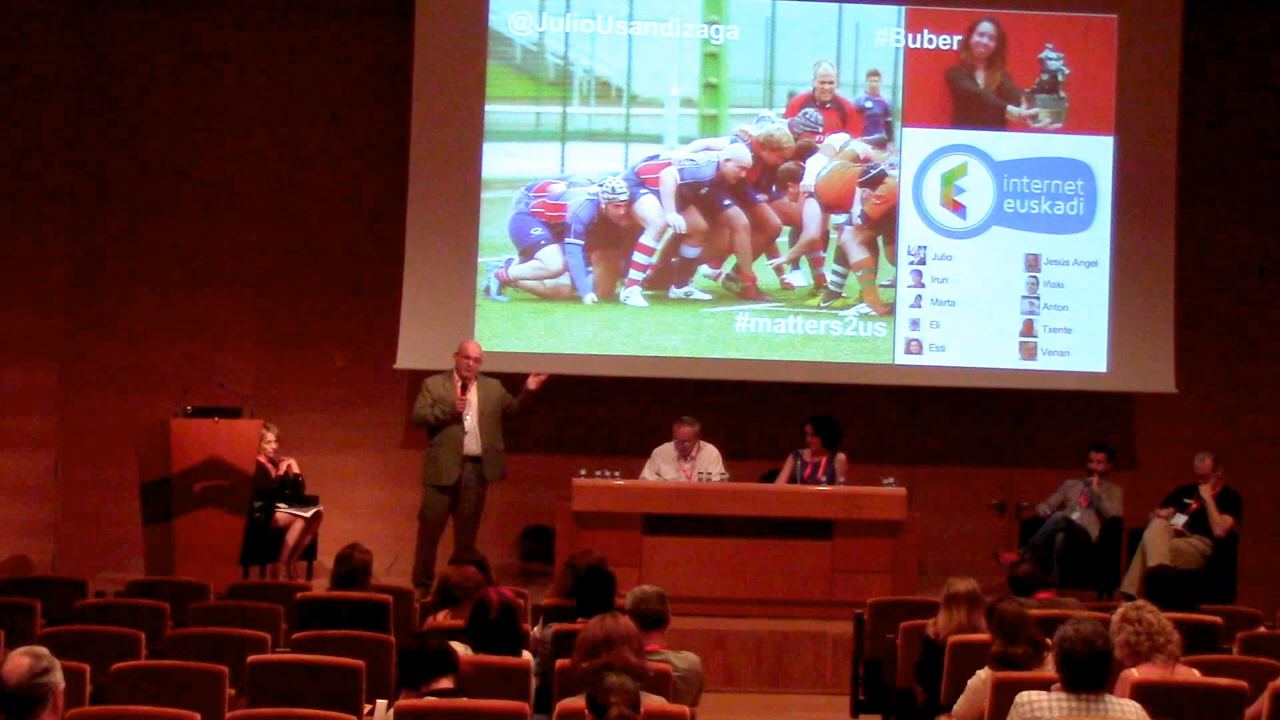 @JulioUsandizaga
#Buber
internet
euskadi
Julio
Jesús Angel
Irun
Iñaki
Marta
Anton
Eli
Txente
Esti
Venan
#matters2us